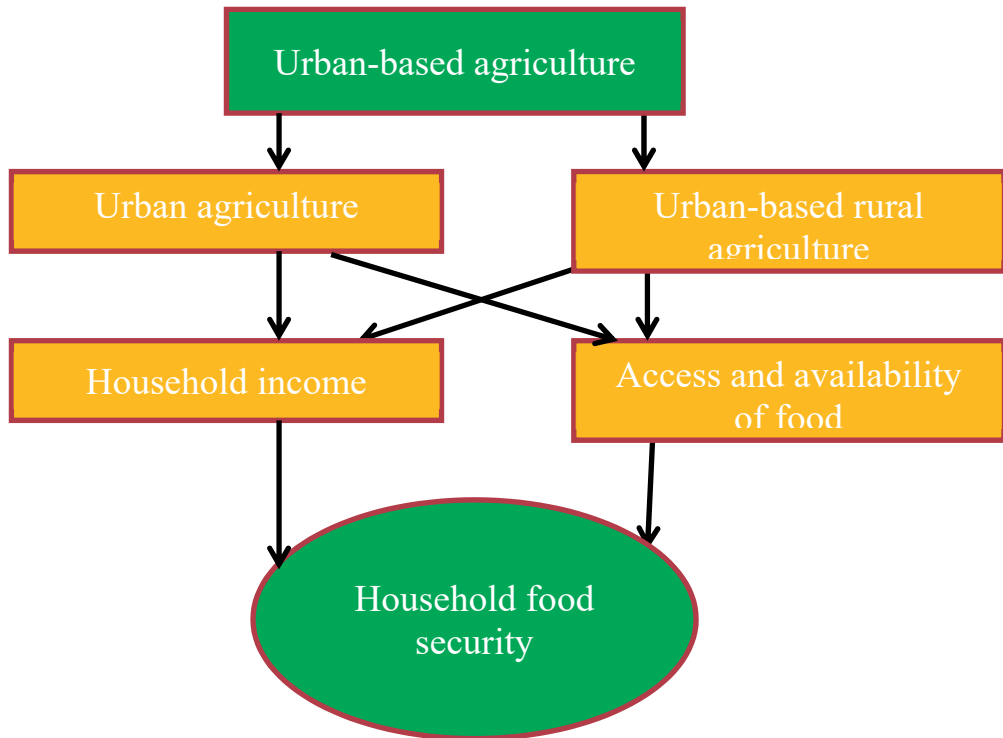 Urban-based agriculture
Urban agriculture
Urban-based rural
agriculture
Household income
Access and availability
of food
Household food
security